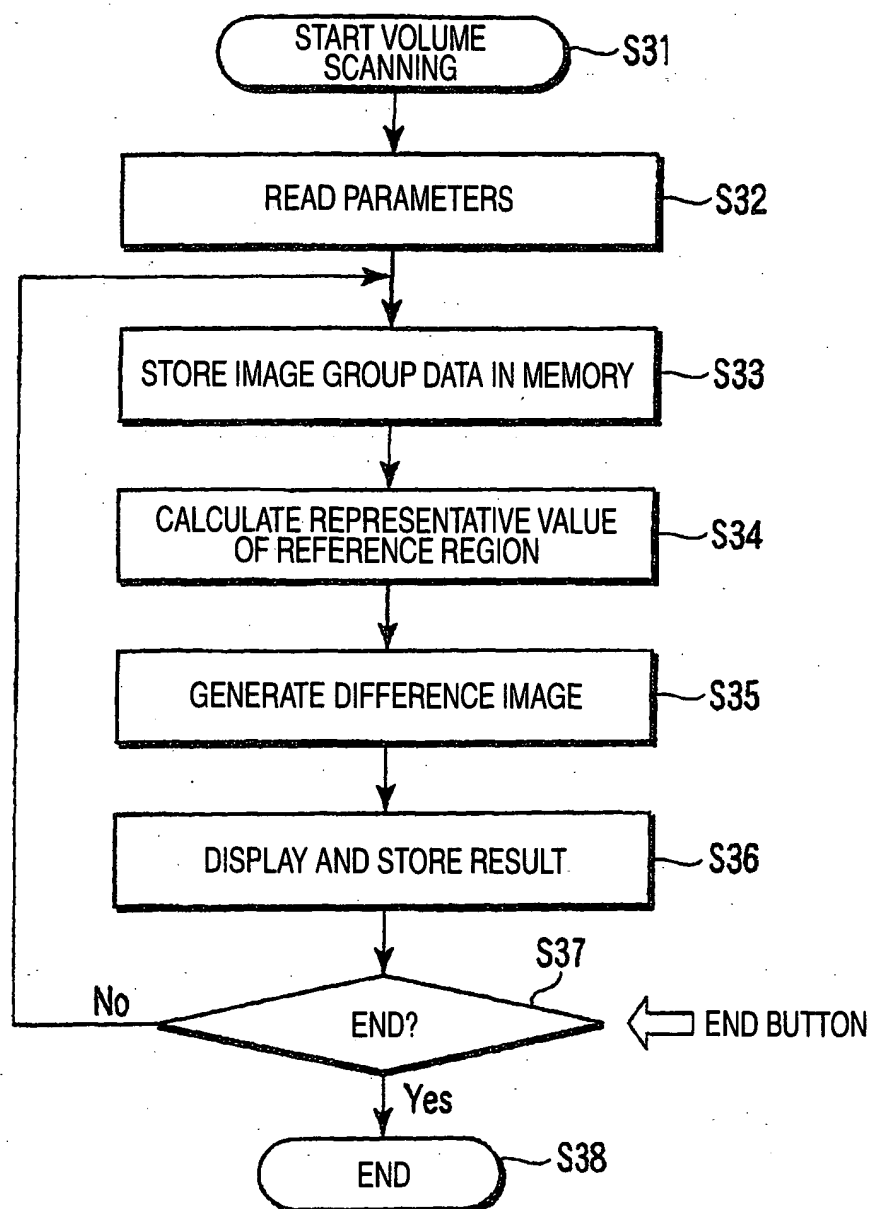 START VOLUME
SCANNING
S31
READ PARAMETERS
S32
STORE IMAGE GROUP DATA IN MEMORY
S33
CALCULATE REPRESENTATIVE VALUE
OF REFERENCE REGION
S34
GENERATE DIFFERENCE IMAGE
S35
DISPLAY AND STORE RESULT
S36
S37
No
END?
END BUTTON
Yes
END
S38